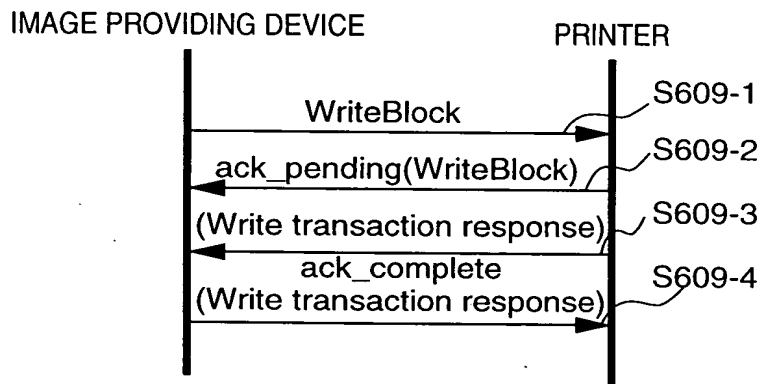 IMAGE PROVIDING DEVICE
PRINTER
WriteBlock
S609-1
ack_pending(WriteBlock)
S609-2
(Write transaction response)
S609-3
ack_complete
(Write transaction response)
S609-4